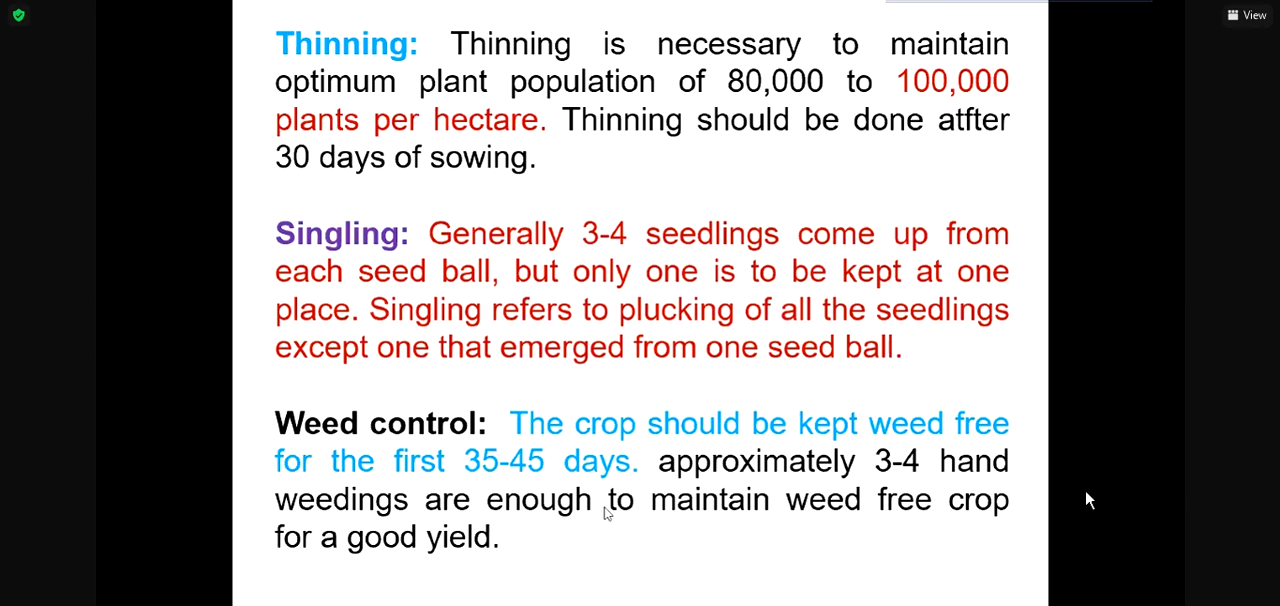 View
Thinning: Thinning is necessary to maintain
optimum plant population of 80,000 to 100,000
plants per hectare. Thinning should be done atfter
30 days of sowing.
Singling: Generally 3-4 seedlings come up from
each seed ball, but only one is to be kept at one
place. Singling refers to plucking of all the seedlings
except one that emerged from one seed ball.
Weed control: The crop should be kept weed free
for the first 35-45 days. approximately 3-4 hand
weedings are enough to maintain weed free crop
for a good yield.